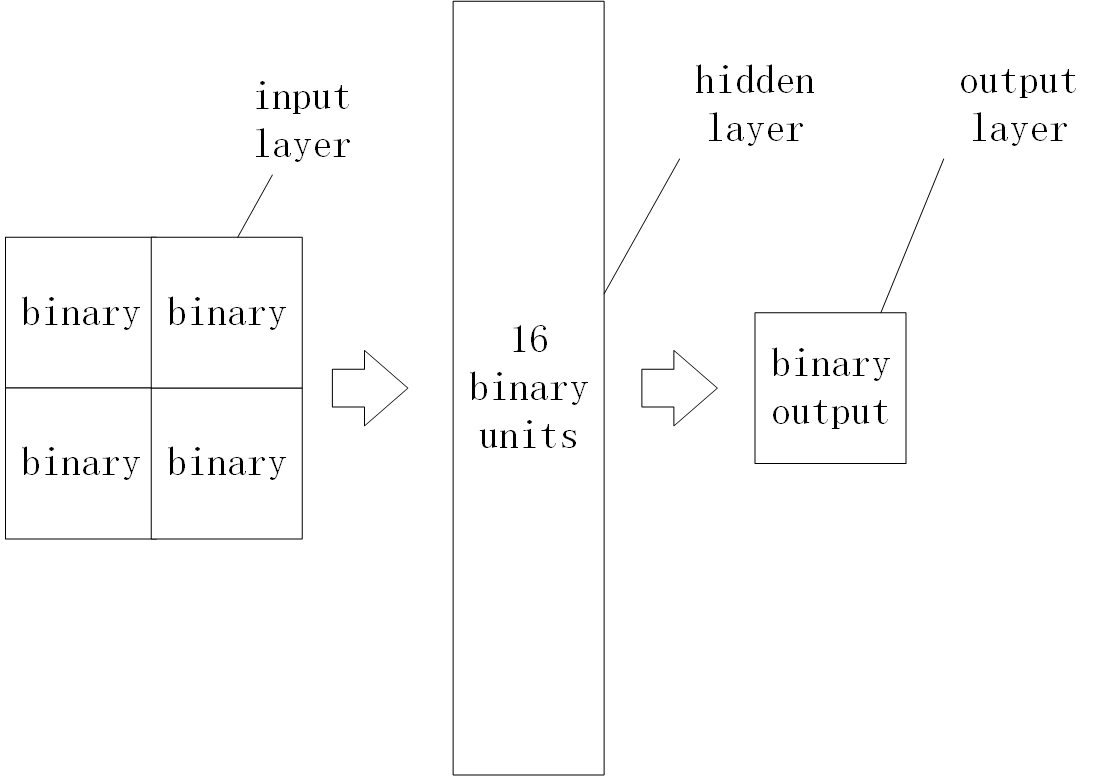 input
layer
hidden
layer
output
layer
binary
binary
binary
binary
16
binary
units
binary
output